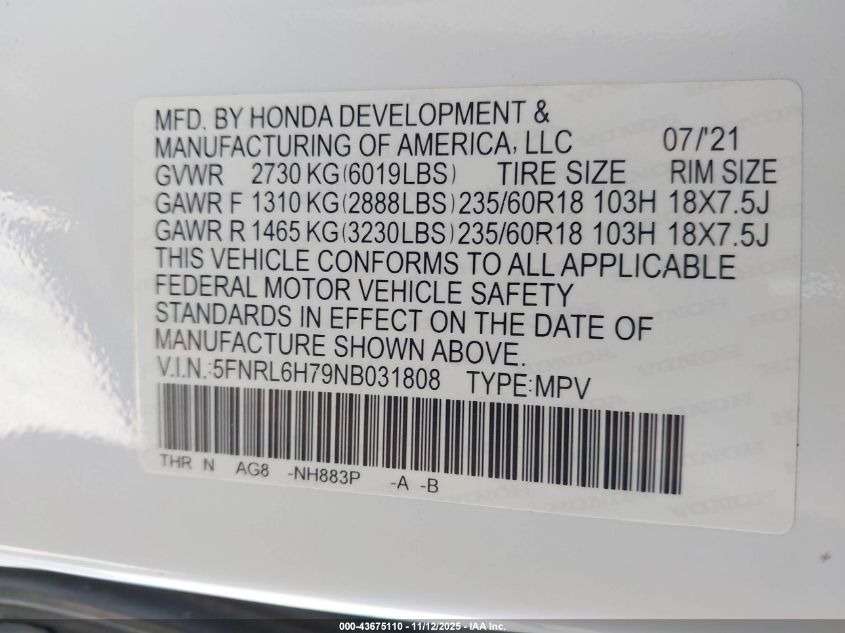 MFD. BY HONDA DEVELOPMENT &
MANUFACTURING OF AMERICA, LLC 07/'21
GVWR 2730 KG(6019LBS) TIRE SIZE RIM SIZE
GAWR F 1310 KG(2888LBS) 235/60R18 103H 18X7.5J
GAWR R 1465 KG(3230LBS) 235/60R18 103H 18X7.5J
THIS VEHICLE CONFORMS TO ALL APPLICABLE
FEDERAL MOTOR VEHICLE SAFETY
STANDARDS IN EFFECT ON THE DATE OF
MANUFACTURE SHOWN ABOVE.
V.I.N.:5FNRL6H79NB031808 TYPE:MPV
THR N AG8 -NH883P -A -B
000-43675110 - 11/12/2025 - IAA Inc.